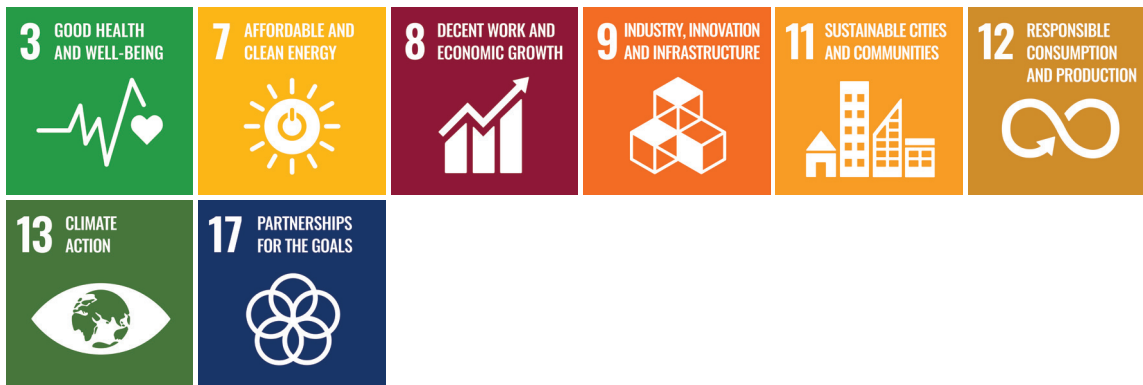 3 GOOD HEALTH
AND WELL-BEING
7 AFFORDABLE AND
CLEAN ENERGY
8 DECENT WORK AND
ECONOMIC GROWTH
9 INDUSTRY, INNOVATION
AND INFRASTRUCTURE
11 SUSTAINABLE CITIES
AND COMMUNITIES
12 RESPONSIBLE
CONSUMPTION
AND PRODUCTION
13 CLIMATE
ACTION
17 PARTNERSHIPS
FOR THE GOALS